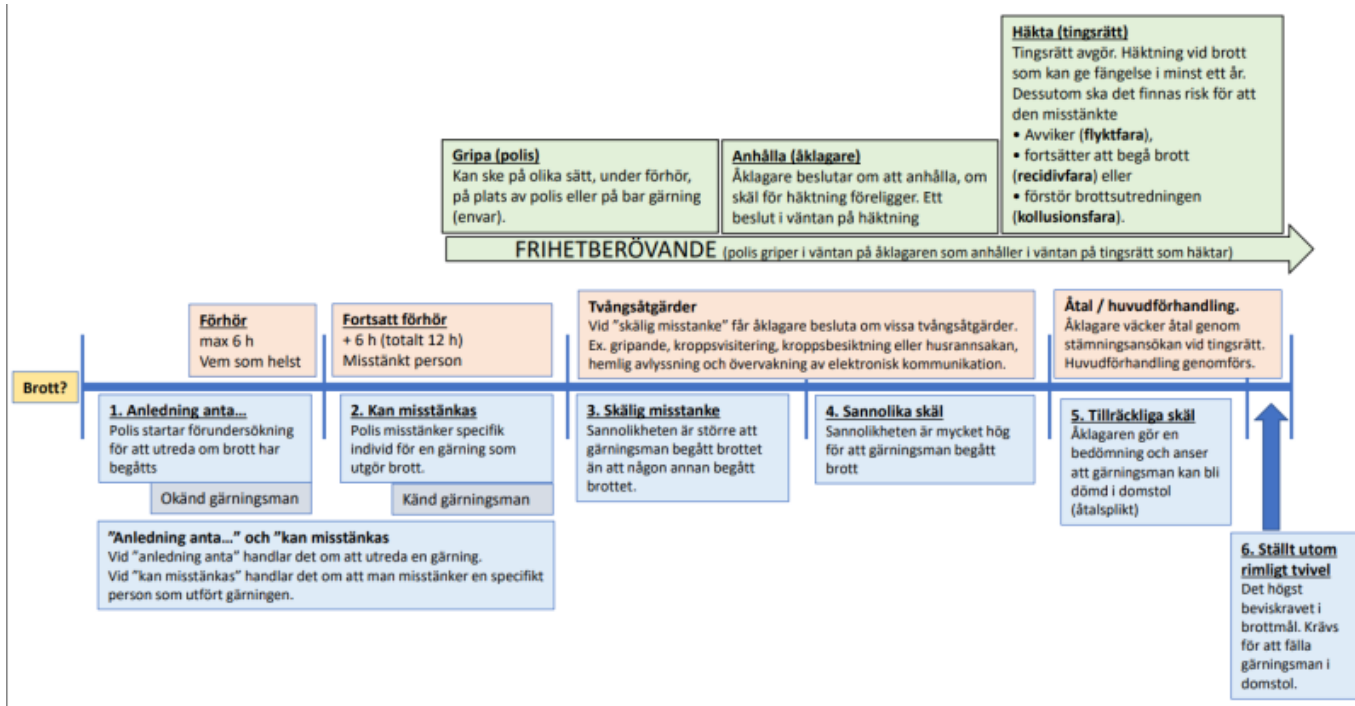 Häkta (tingsrätt)
Tingsrätt avgör. Häktning vid brott
som kan ge fängelse i minst ett år.
Dessutom ska det finnas risk för att
den misstänkte
• Avviker (flyktfara),
• fortsätter att begå brott
(recidivfara) eller
• förstör brottsutredningen
(kollusionsfara).
Gripa (polis)
Kan ske på olika sätt, under förhör,
på plats av polis eller på bar gärning
(envar).
Anhålla (åklagare)
Åklagare beslutar om att anhålla, om
skäl för häktning föreligger. Ett
beslut i väntan på häktning
FRIHETBERÖVANDE (polis griper i väntan på åklagaren som anhåller i väntan på tingsrätt som häktar)
Förhör
max 6 h
Vem som helst
Fortsatt förhör
+ 6 h (totalt 12 h)
Misstänkt person
Tvångsåtgärder
Vid ”skälig misstanke” får åklagare besluta om vissa tvångsåtgärder.
Ex. gripande, kroppsvisitering, kroppsbesiktning eller husrannsakan,
hemlig avlyssning och övervakning av elektronisk kommunikation.
Åtal / huvudförhandling.
Åklagare väcker åtal genom
stämningsansökan vid tingsrätt.
Huvudförhandling genomförs.
Brott?
1. Anledning anta…
Polis startar förundersökning
för att utreda om brott har
begåtts
Okänd gärningsman
2. Kan misstänkas
Polis misstänker specifik
individ för en gärning som
utgör brott.
Känd gärningsman
3. Skälig misstanke
Sannolikheten är större att
gärningsman begått brottet
än att någon annan begått
brottet.
4. Sannolika skäl
Sannolikheten är mycket hög
för att gärningsman begått
brott
5. Tillräckliga skäl
Åklagaren gör en
bedömning och anser
att gärningsman kan bli
dömd i domstol
(åtalsplikt)
”Anledning anta…” och ”kan misstänkas
Vid ”anledning anta” handlar det om att utreda en gärning.
Vid ”kan misstänkas” handlar det om att man misstänker en specifikt
person som utfört gärningen.
6. Ställt utom
rimligt tvivel
Det högst
beviskravet i
brottmål. Krävs
för att fälla
gärningsman i
domstol.